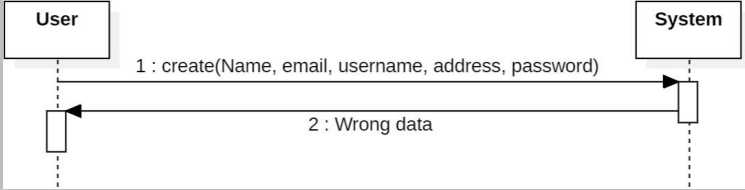 User
System
1 : create(Name, email, username, address, password)
2 : Wrong data